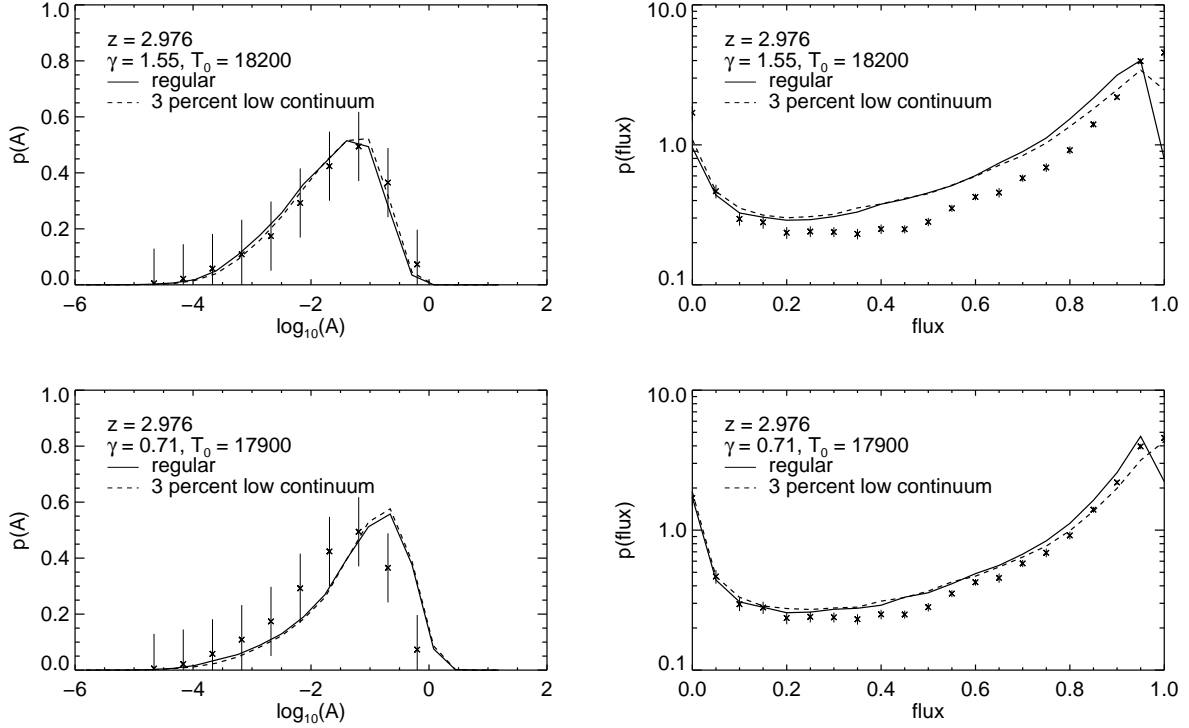 1.0
0.8
0.6
0.4
0.2
0.0
p(A)
z = 2.976
γ = 1.55, T₀ = 18200
regular
3 percent low continuum
−6 −4 −2 0 2
log₁₀(A)
10.0
1.0
0.1
p(flux)
z = 2.976
γ = 1.55, T₀ = 18200
regular
3 percent low continuum
0.0 0.2 0.4 0.6 0.8 1.0
flux
1.0
0.8
0.6
0.4
0.2
0.0
p(A)
z = 2.976
γ = 0.71, T₀ = 17900
regular
3 percent low continuum
−6 −4 −2 0 2
log₁₀(A)
10.0
1.0
0.1
p(flux)
z = 2.976
γ = 0.71, T₀ = 17900
regular
3 percent low continuum
0.0 0.2 0.4 0.6 0.8 1.0
flux